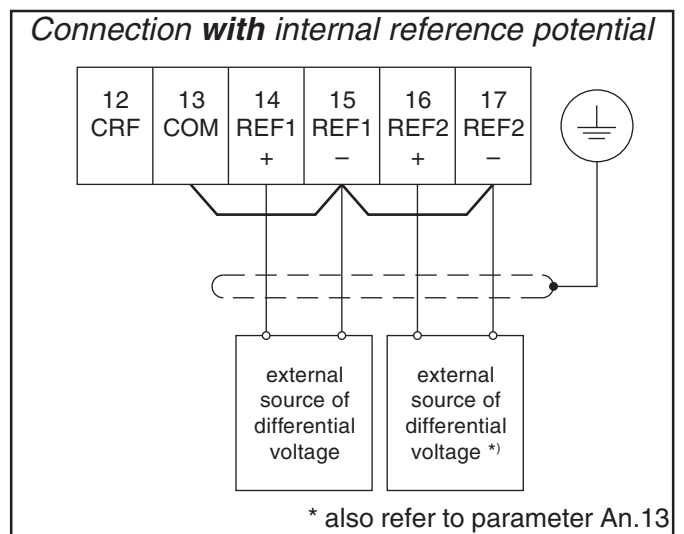 Connection with internal reference potential
12 13 14 15 16 17
CRF COM REF1 REF1 REF2 REF2
+ – + –
external external
source of source of
differential differential
voltage voltage *)
* also refer to parameter An.13